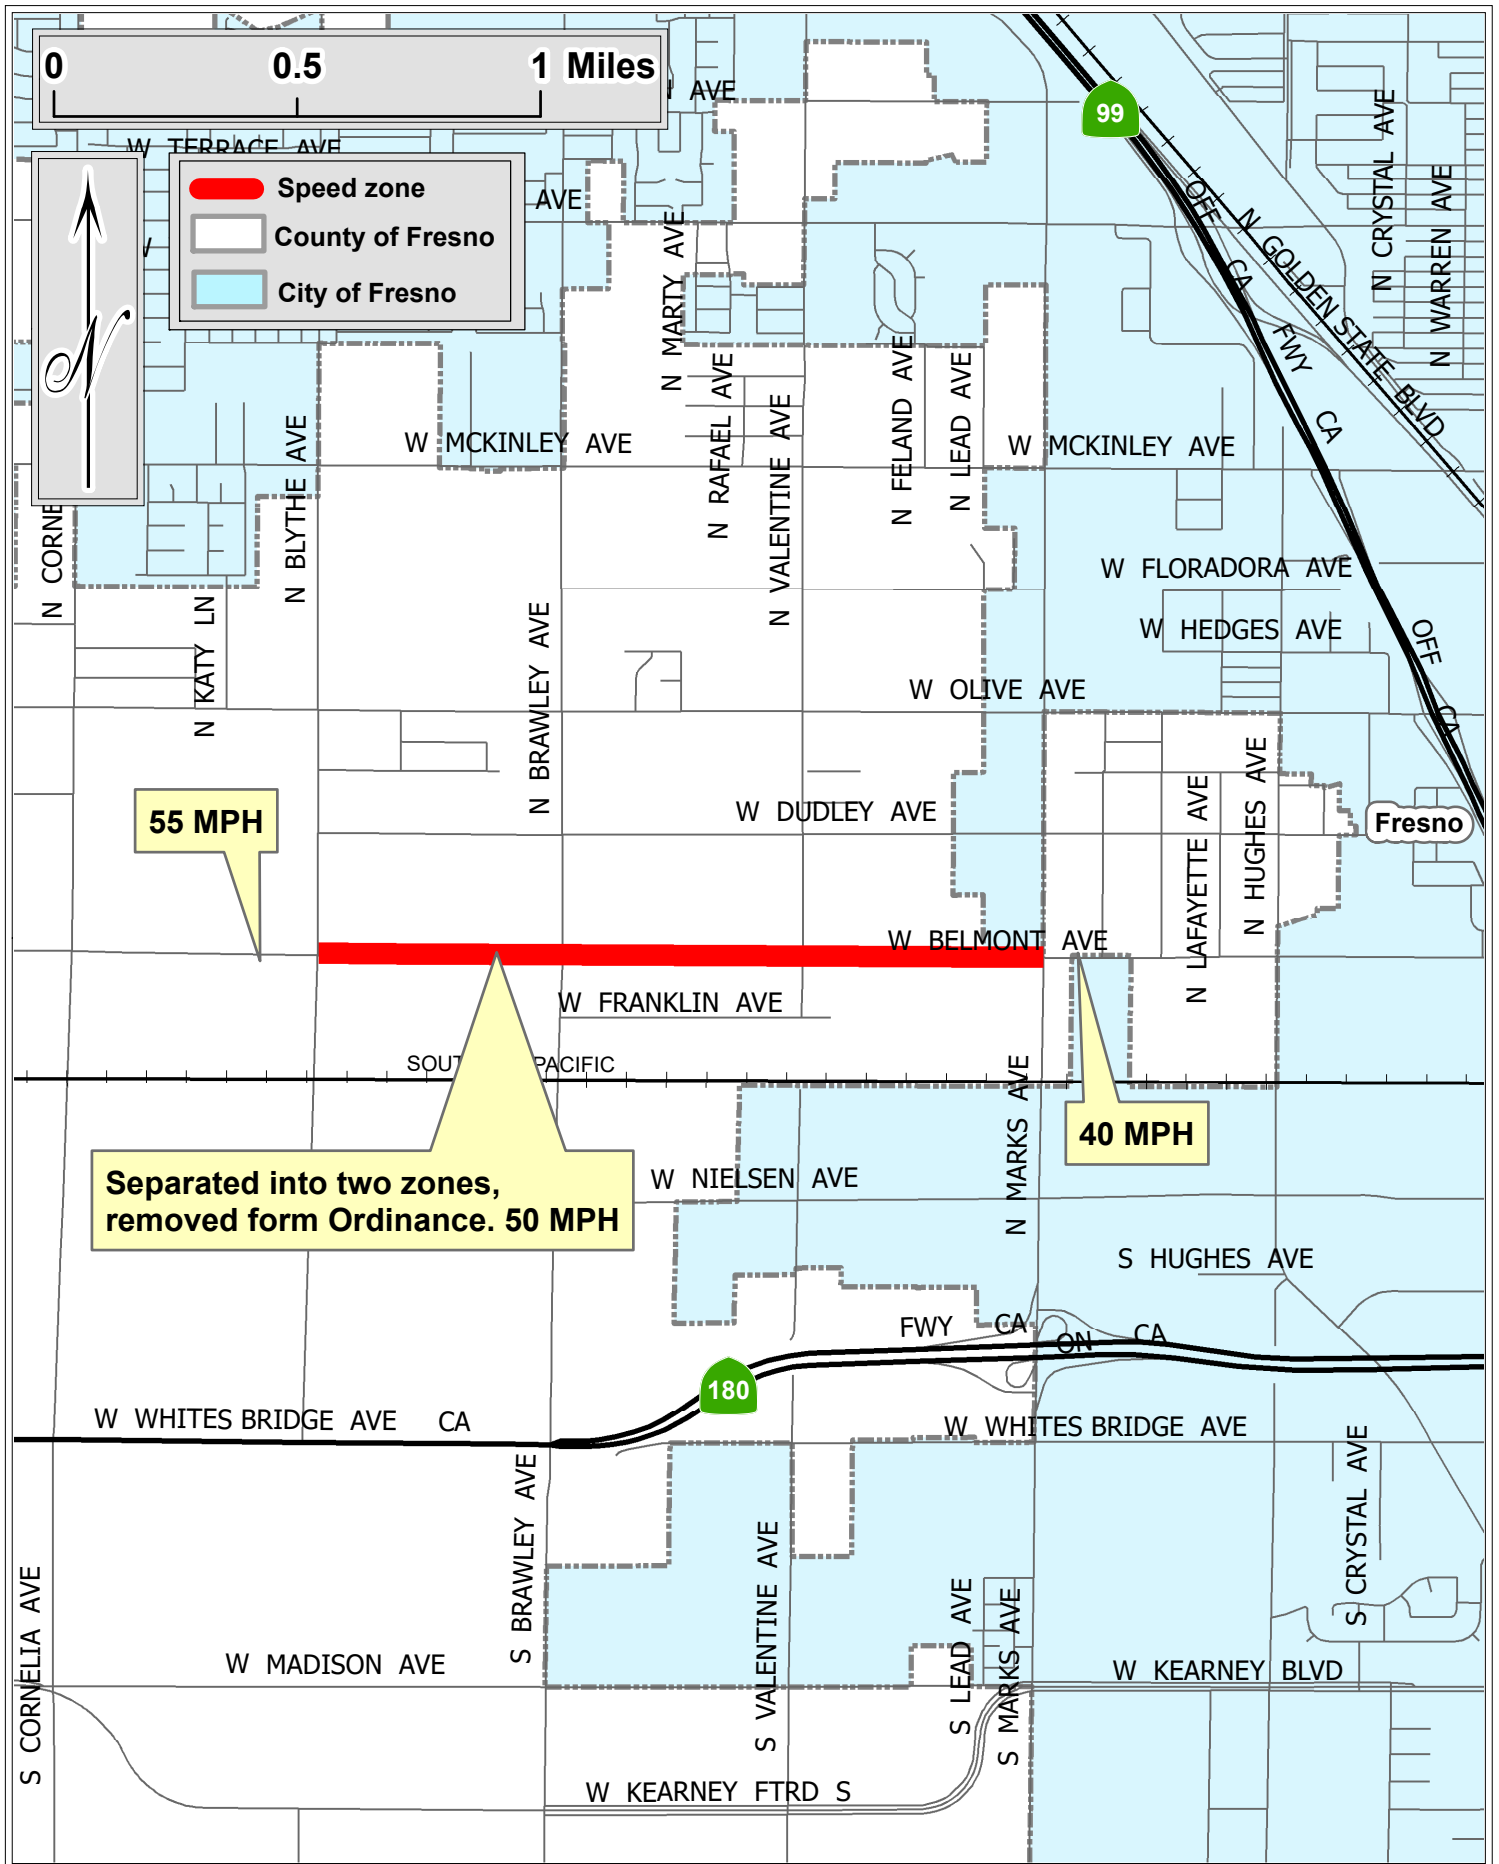 0 0.5 1 Miles
AVE
99
W TERRACE AVE
Speed zone
County of Fresno
City of Fresno
N
W
AVE
N MARTY AVE
OFF
CA
FWY
CA
N GOLDEN STATE BLVD
N CRYSTAL AVE
N WARREN AVE
N BLYTHE AVE
W MCKINLEY AVE
N RAFAEL AVE
N VALENTINE AVE
N FELAND AVE
N LEAD AVE
W MCKINLEY AVE
N CORNE
N KATY LN
N BRAWLEY AVE
W FLORADORA AVE
W HEDGES AVE
OFF
CA
W OLIVE AVE
55 MPH
W DUDLEY AVE
N LAFAYETTE AVE
N HUGHES AVE
Fresno
W BELMONT AVE
W FRANKLIN AVE
SOUT PACIFIC
N MARKS AVE
40 MPH
Separated into two zones,
removed form Ordinance. 50 MPH
W NIELSEN AVE
S HUGHES AVE
FWY CA
ON
CA
180
W WHITES BRIDGE AVE CA
W WHITES BRIDGE AVE
S BRAWLEY AVE
S VALENTINE AVE
S CRYSTAL AVE
S CORNELIA AVE
S LEAD AVE
S MARKS AVE
W MADISON AVE
W KEARNEY BLVD
W KEARNEY FTRD S